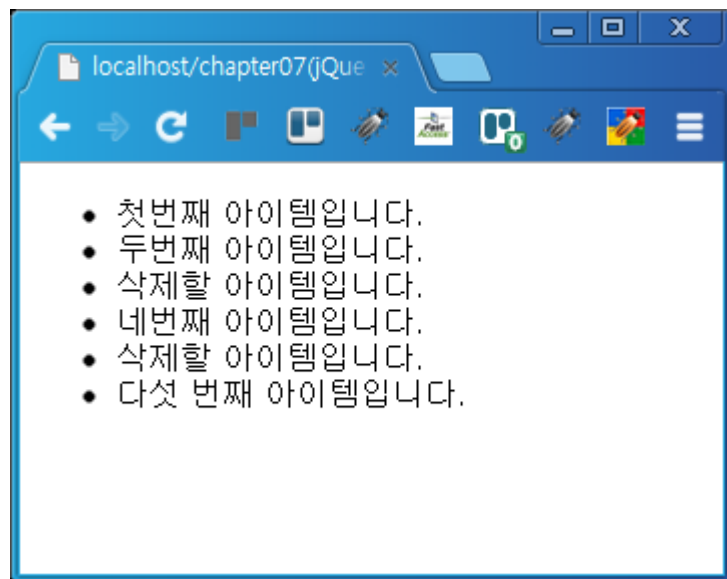 localhost/chapter07(jQue
첫번째 아이템입니다.
두번째 아이템입니다.
삭제할 아이템입니다.
네번째 아이템입니다.
삭제할 아이템입니다.
다섯 번째 아이템입니다.
Fast
0